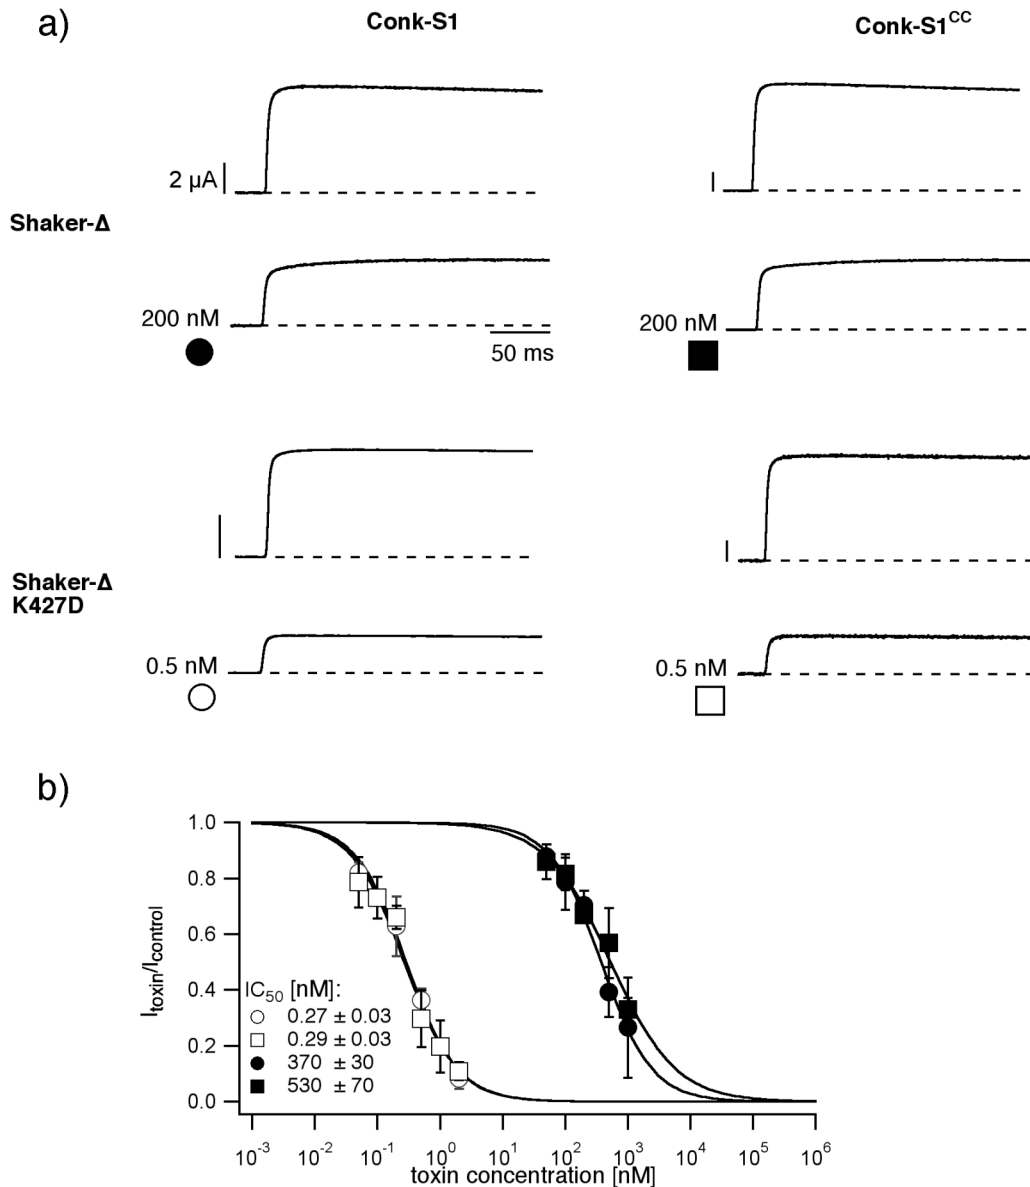 a)
Conk-S1
Conk-S1CC
2 µA
Shaker-Δ
200 nM
50 ms
200 nM
Shaker-Δ
K427D
0.5 nM
0.5 nM
b)
1.0
0.8
0.6
0.4
0.2
0.0
Itoxin/Icontrol
IC50 [nM]:
0.27 ± 0.03
0.29 ± 0.03
370 ± 30
530 ± 70
10-3 10-2 10-1 100 101 102 103 104 105 106
toxin concentration [nM]